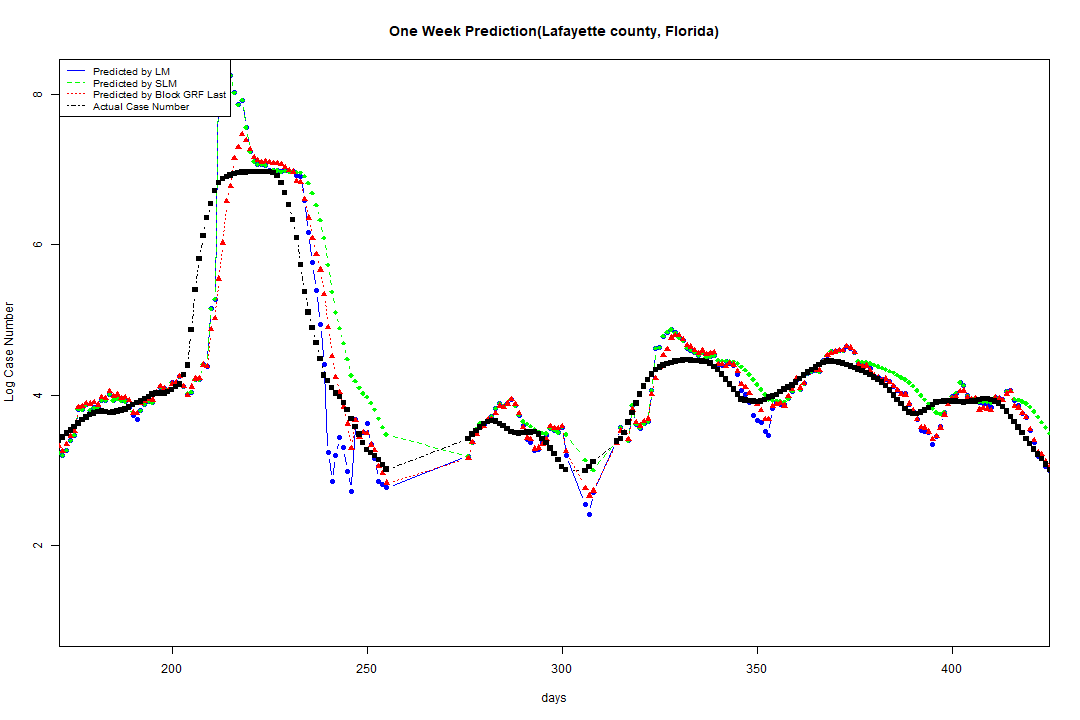 One Week Prediction(Lafayette county, Florida)
Predicted by LM
Predicted by SLM
Predicted by Block GRF Last
Actual Case Number
8
6
4
2
Log Case Number
200 250 300 350 400
days